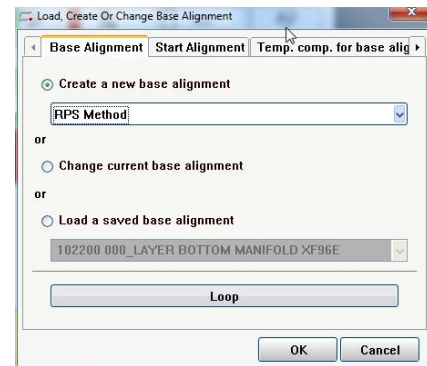 Load, Create Or Change Base Alignment
Base Alignment Start Alignment Temp. comp. for base alig
Create a new base alignment
RPS Method
or
Change current base alignment
or
Load a saved base alignment
102200 000_LAYER BOTTOM MANIFOLD XF96E
Loop
OK Cancel